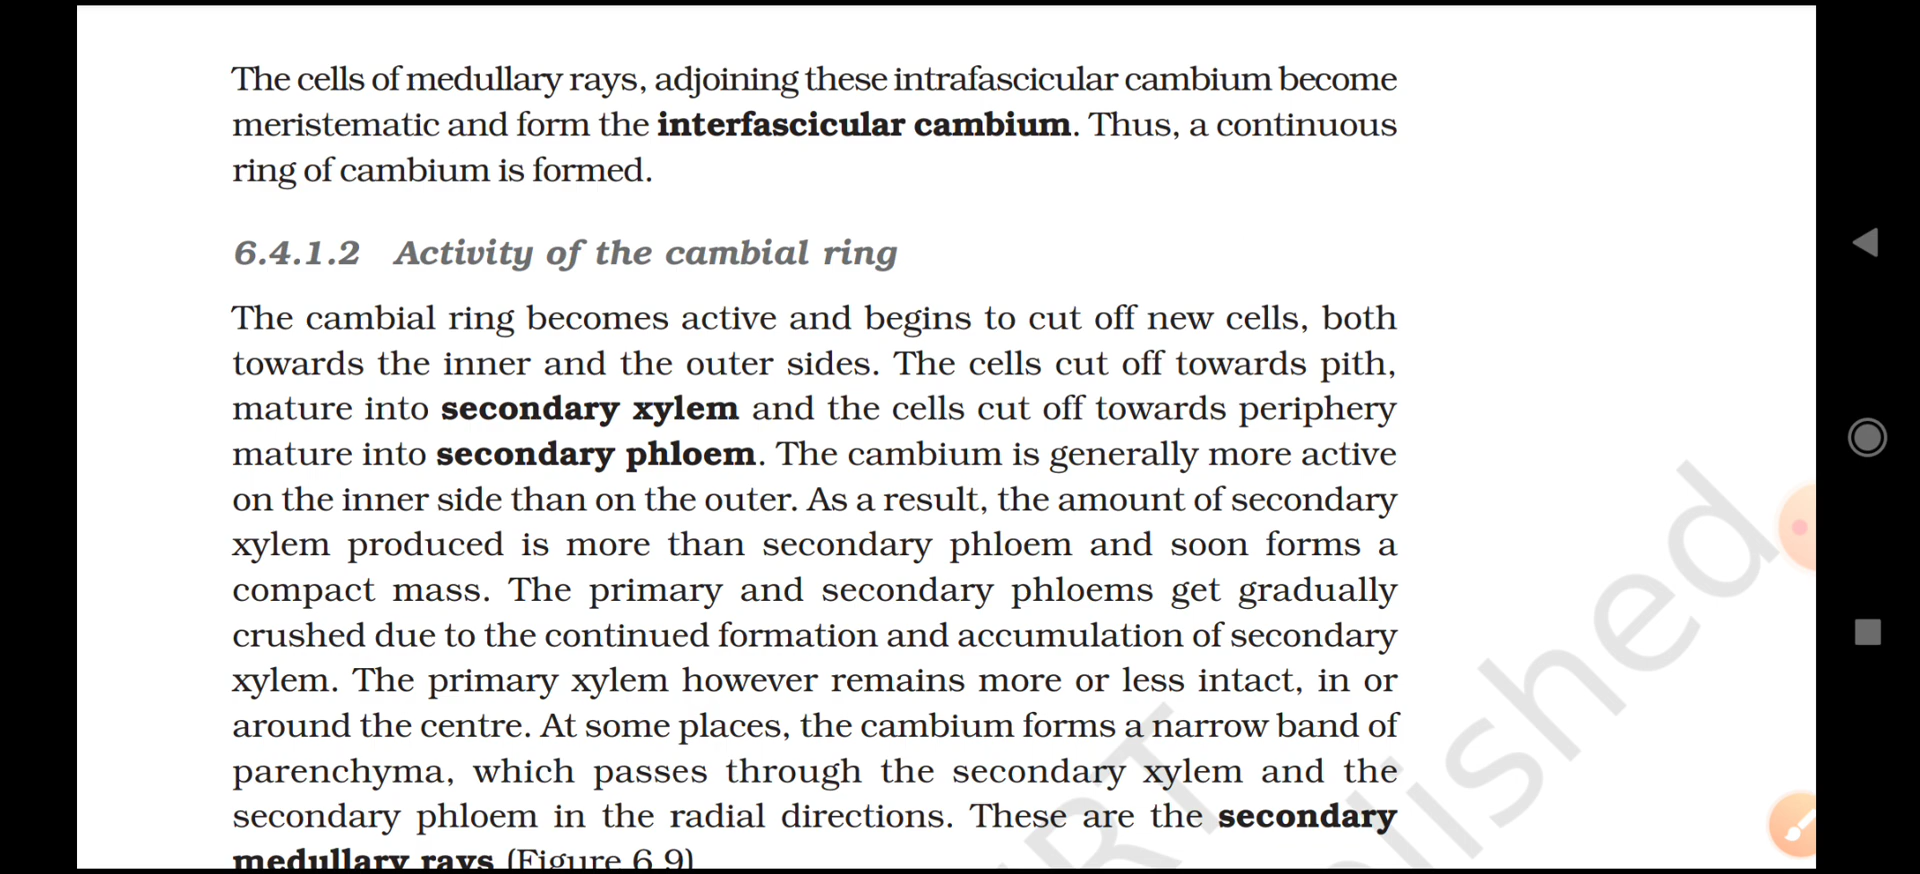 The cells of medullary rays, adjoining these intrafascicular cambium become
meristematic and form the interfascicular cambium. Thus, a continuous
ring of cambium is formed.
6.4.1.2 Activity of the cambial ring
The cambial ring becomes active and begins to cut off new cells, both
towards the inner and the outer sides. The cells cut off towards pith,
mature into secondary xylem and the cells cut off towards periphery
mature into secondary phloem. The cambium is generally more active
on the inner side than on the outer. As a result, the amount of secondary
xylem produced is more than secondary phloem and soon forms a
compact mass. The primary and secondary phloems get gradually
crushed due to the continued formation and accumulation of secondary
xylem. The primary xylem however remains more or less intact, in or
around the centre. At some places, the cambium forms a narrow band of
parenchyma, which passes through the secondary xylem and the
secondary phloem in the radial directions. These are the secondary
medullary rays (Figure 6.9)